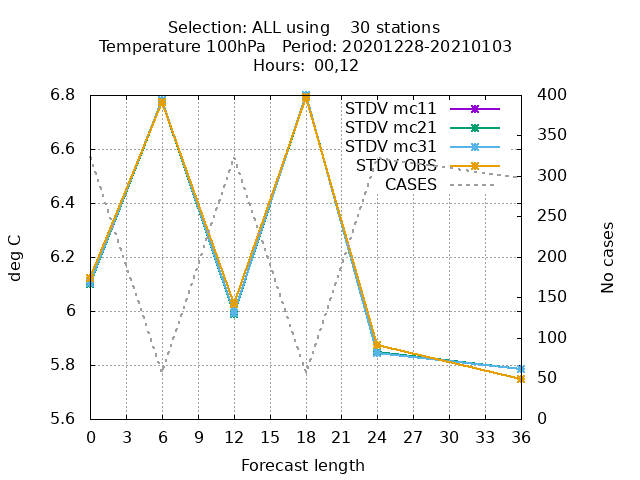 Selection: ALL using    30 stations
Temperature 100hPa   Period: 20201228-20210103
Hours:  00,12
6.8
6.6
6.4
6.2
6
5.8
5.6
400
350
300
250
200
150
100
50
0
STDV mc11
STDV mc21
STDV mc31
STDV OBS
CASES
deg C
No cases
0 3 6 9 12 15 18 21 24 27 30 33 36
Forecast length